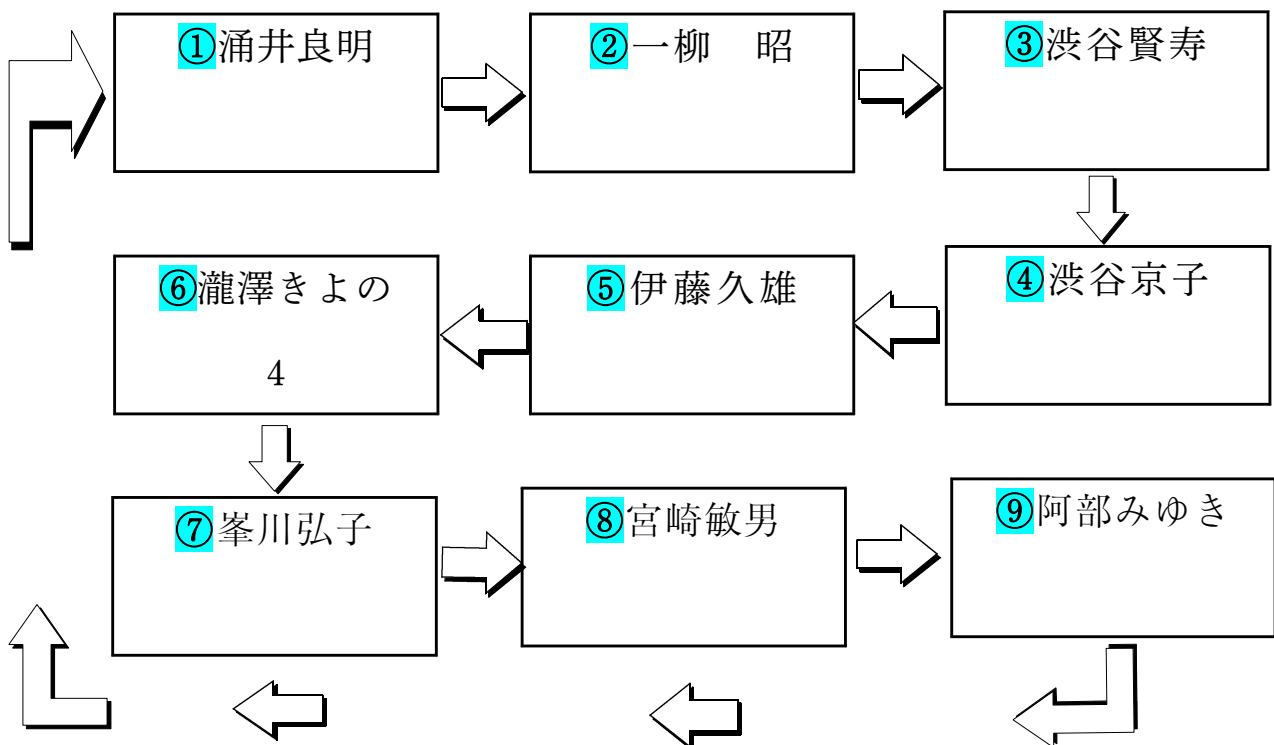 ①涌井良明
②一柳　昭
③渋谷賢寿
④渋谷京子
⑤伊藤久雄
⑥瀧澤きよの
4
⑦峯川弘子
⑧宮崎敏男
⑨阿部みゆき